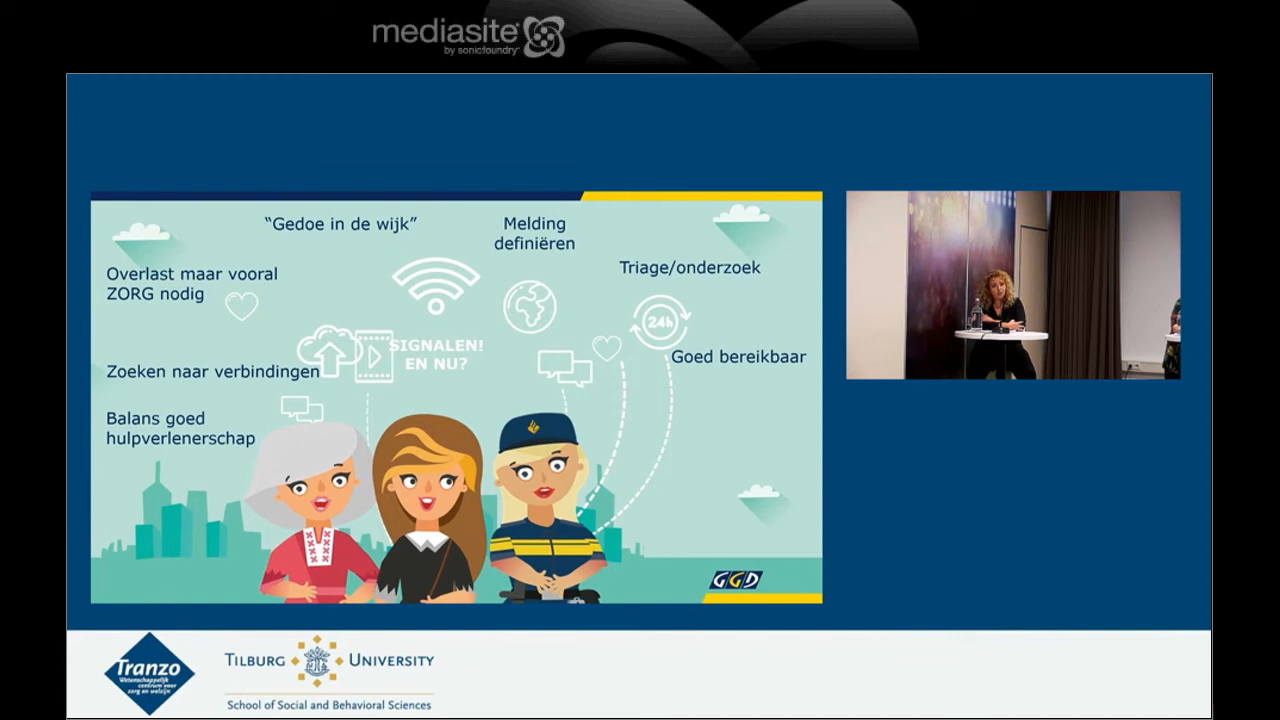 mediasite
by sonicfoundry
"Gedoe in de wijk"
Melding
definiëren
Overlast maar vooral
ZORG nodig
Triage/onderzoek
24h
SIGNALEN!
EN NU?
Goed bereikbaar
Zoeken naar verbindingen
Balans goed
hulpverlenerschap
GGD
Tranzo
Wetenschappelijk
centrum voor
zorg en welzijn
TILBURG UNIVERSITY
School of Social and Behavioral Sciences